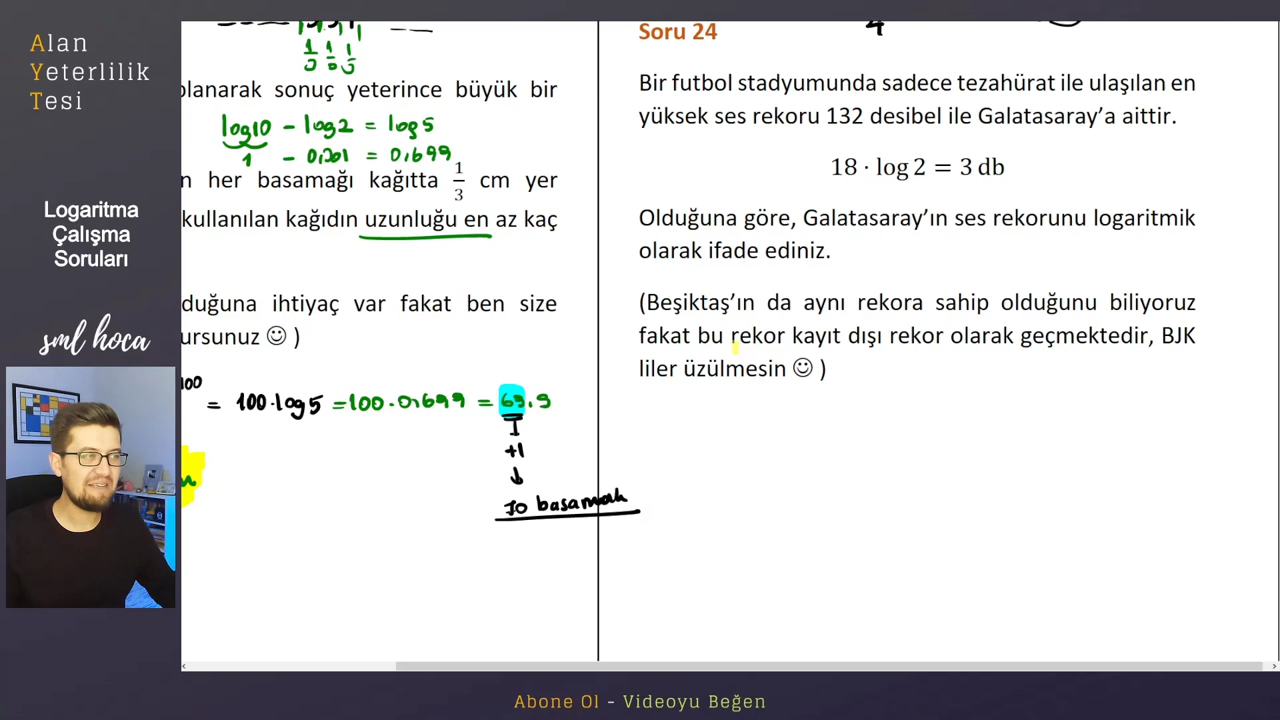 Alan
Yeterlilik
Tesi
Logaritma
Çalışma
Soruları
sml hoca
1 1 1
planarak sonuç yeterince büyük bir
log10 - log2 = log5
1 - 0,301 = 0,699
n her basamağı kağıtta 1/3 cm yer
kullanılan kağıdın uzunluğu en az kaç
duğuna ihtiyaç var fakat ben size
ursunuz ☺ )
100
= 100·log5 = 100·0,699 = 69.9
+1
70 basamak
Soru 24
Bir futbol stadyumunda sadece tezahürat ile ulaşılan en
yüksek ses rekoru 132 desibel ile Galatasaray’a aittir.
18 · log 2 = 3 db
Olduğuna göre, Galatasaray’ın ses rekorunu logaritmik
olarak ifade ediniz.
(Beşiktaş’ın da aynı rekora sahip olduğunu biliyoruz
fakat bu rekor kayıt dışı rekor olarak geçmektedir, BJK
liler üzülmesin ☺ )
Abone Ol - Videoyu Beğen